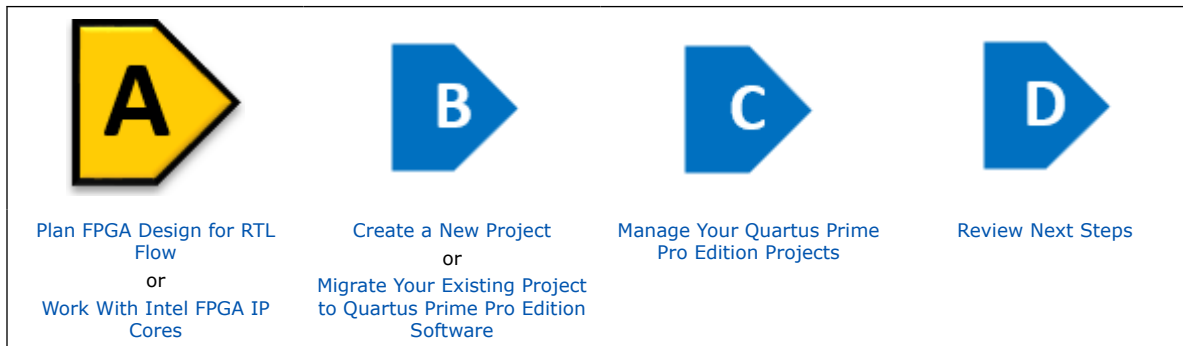 A
B
C
D
Plan FPGA Design for RTL
Flow
or
Work With Intel FPGA IP
Cores
Create a New Project
or
Migrate Your Existing Project
to Quartus Prime Pro Edition
Software
Manage Your Quartus Prime
Pro Edition Projects
Review Next Steps